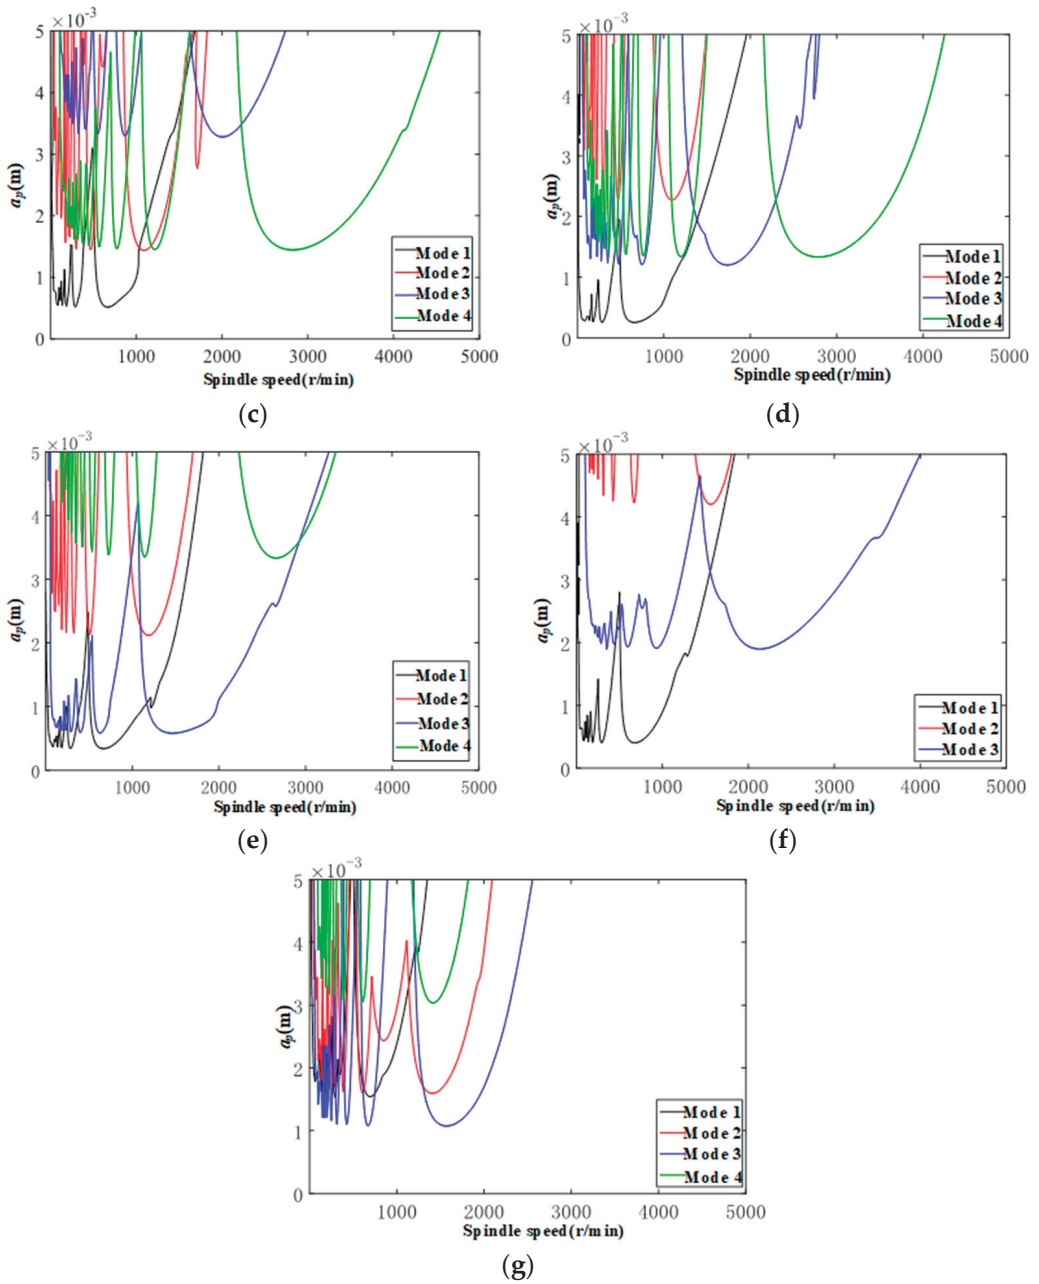 ×10⁻³ ×10⁻³
5 5
4 4
3 3
2 2
1 1
0 0
aₚ(m) aₚ(m)
Mode 1 Mode 1
Mode 2 Mode 2
Mode 3 Mode 3
Mode 4 Mode 4
1000 2000 3000 4000 5000 1000 2000 3000 4000 5000
Spindle speed(r/min) Spindle speed(r/min)
(c) (d)
×10⁻³ ×10⁻³
5 5
4 4
3 3
2 2
1 1
0 0
aₚ(m) aₚ(m)
Mode 1 Mode 1
Mode 2 Mode 2
Mode 3 Mode 3
Mode 4
1000 2000 3000 4000 5000 1000 2000 3000 4000 5000
Spindle speed(r/min) Spindle speed(r/min)
(e) (f)
×10⁻³
5
4
3
2
1
0
aₚ(m)
Mode 1
Mode 2
Mode 3
Mode 4
1000 2000 3000 4000 5000
Spindle speed(r/min)
(g)